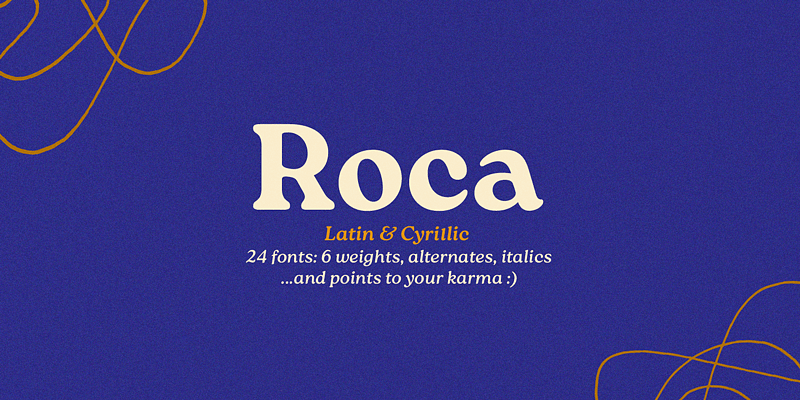 Roca
Latin & Cyrillic
24 fonts: 6 weights, alternates, italics
...and points to your karma :)